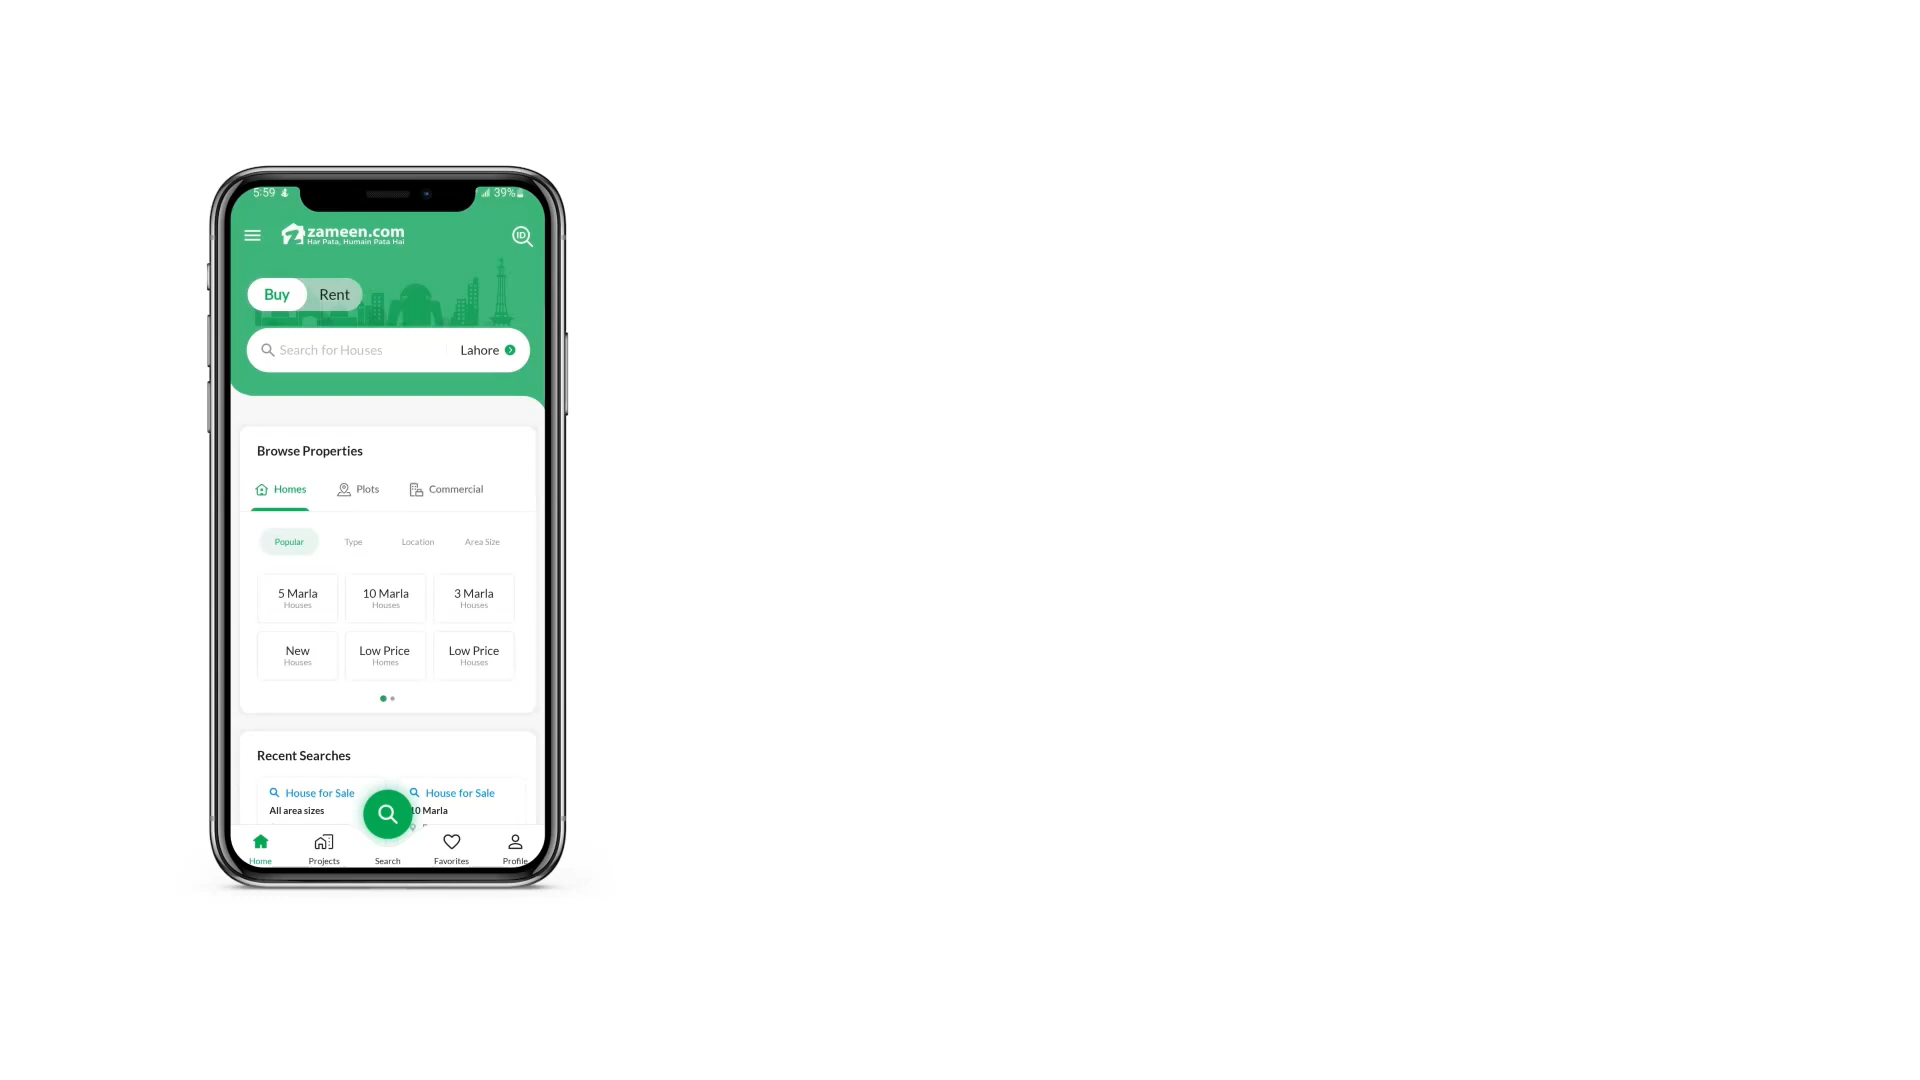 5:59
39%
zameen.com
Har Pata, Humain Pata Hai
ID
Buy
Rent
Search for Houses
Lahore
Browse Properties
Homes
Plots
Commercial
Popular
Type
Location
Area Size
5 Marla
Houses
10 Marla
Houses
3 Marla
Houses
New
Houses
Low Price
Homes
Low Price
Houses
Recent Searches
House for Sale
All area sizes
House for Sale
10 Marla
Home
Projects
Search
Favorites
Profile